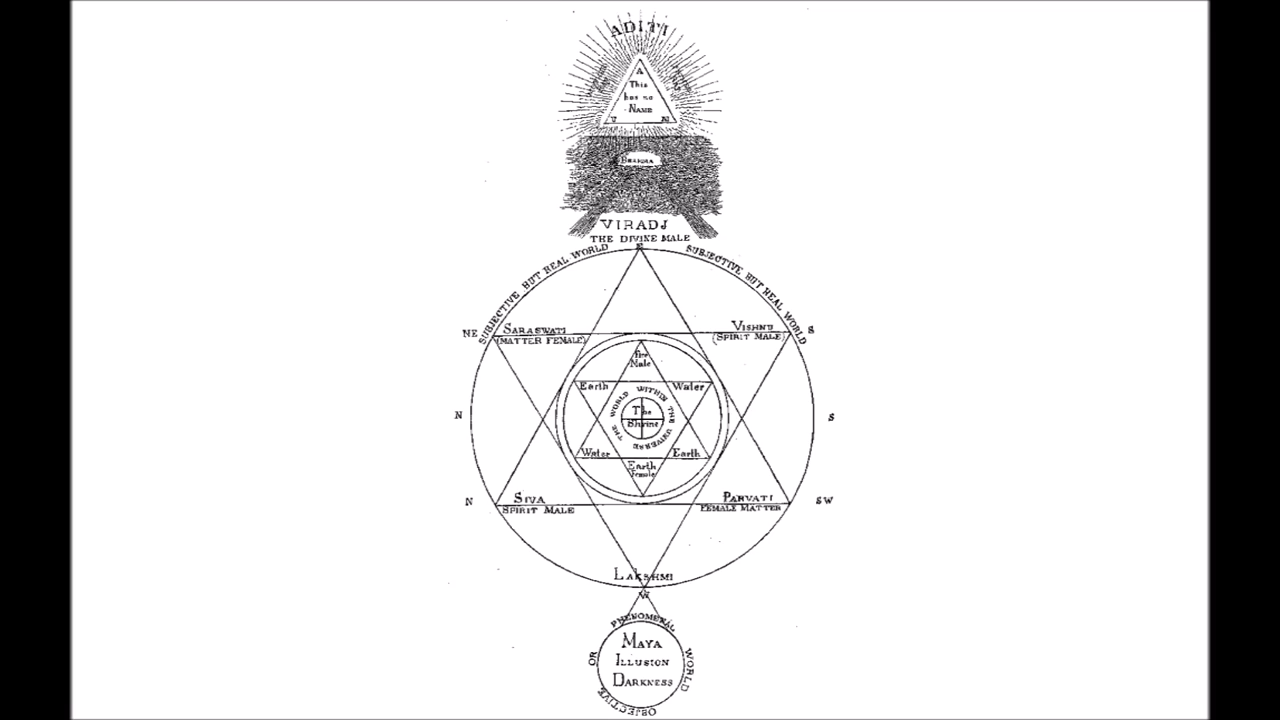 ADITI
A
This
has no
NAME
V M
BRAHMA
VIRADJ
THE DIVINE MALE
E
SUBJECTIVE BUT REAL WORLD SUBJECTIVE BUT REAL WORLD
NE SARASWATI VISHNU S
(MATTER FEMALE) (SPIRIT MALE)
fire
Male
Earth Water
THE WORLD WITHIN THE UNIVERSE
N The S
Shrine
Water Earth
Earth
Female
N SIVA PARVATI SW
SPIRIT MALE FEMALE MATTER
LAKSHMI
W
PHENOMENAL WORLD
MAYA
ILLUSION
DARKNESS
OR OBJECTIVE